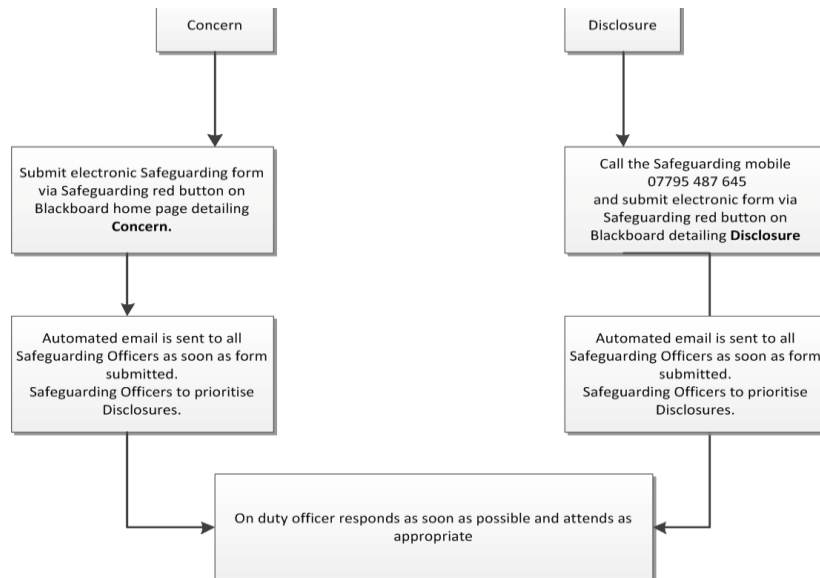 Concern
Disclosure
Submit electronic Safeguarding form
via Safeguarding red button on
Blackboard home page detailing
Concern.
Call the Safeguarding mobile
07795 487 645
and submit electronic form via
Safeguarding red button on
Blackboard detailing Disclosure
Automated email is sent to all
Safeguarding Officers as soon as form
submitted.
Safeguarding Officers to prioritise
Disclosures.
Automated email is sent to all
Safeguarding Officers as soon as form
submitted.
Safeguarding Officers to prioritise
Disclosures.
On duty officer responds as soon as possible and attends as
appropriate